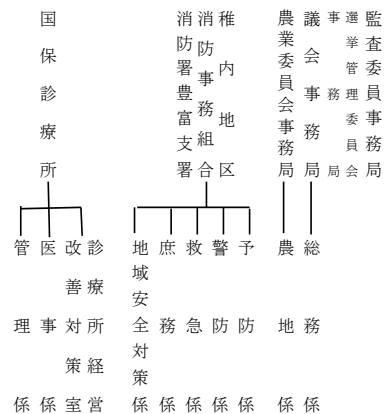 監査委員事務局
選挙管理委員会
事務局
議会事務局
農業委員会事務局
稚内地区
消防事務組合
消防署豊富支署
国保診療所
総務係
農地係
予防係
警防係
救急係
庶務係
地域安全対策係
診療所経営
改善対策室
医事係
管理係